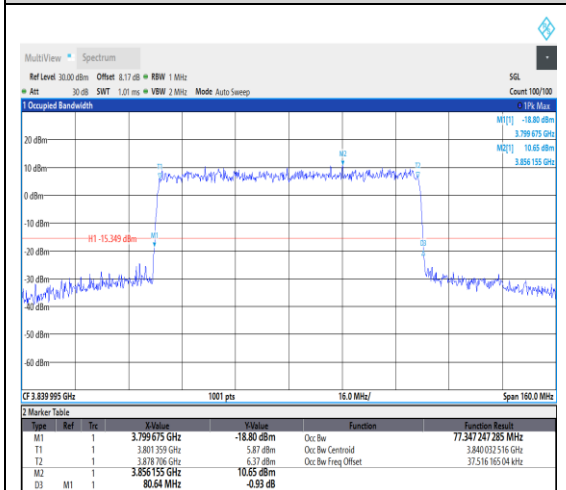 MultiView Spectrum
Ref Level 30.00 dBm Offset 8.17 dB RBW 1 MHz SGL
Att 30 dB SWT 1.01 ms VBW 2 MHz Mode Auto Sweep Count 100/100
1 Occupied Bandwidth 1Pk Max
M1[1] -18.80 dBm
3.799 675 GHz
M2[1] 10.65 dBm
3.856 155 GHz
20 dBm
M2
T1 T2
10 dBm
0 dBm
-10 dBm
H1 -15.349 dBm M1
D3
-20 dBm
-30 dBm
-40 dBm
-50 dBm
-60 dBm
CF 3.839 995 GHz 1001 pts 16.0 MHz/ Span 160.0 MHz
2 Marker Table
Type Ref Trc X-Value Y-Value Function Function Result
M1 1 3.799 675 GHz -18.80 dBm Occ Bw 77.347 247 285 MHz
T1 1 3.801 359 GHz 5.87 dBm Occ Bw Centroid 3.840 032 516 GHz
T2 1 3.878 706 GHz 6.37 dBm Occ Bw Freq Offset 37.516 165 04 kHz
M2 1 3.856 155 GHz 10.65 dBm
D3 M1 1 80.64 MHz -0.93 dB